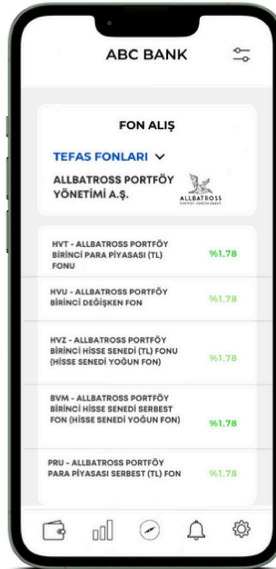 ABC BANK
FON ALIŞ
TEFAS FONLARI
ALLBATROSS PORTFÖY
YÖNETİMİ A.Ş.
ALLBATROSS
HVT - ALLBATROSS PORTFÖY
BİRİNCİ PARA PİYASASI (TL)
FONU
%1.78
HVU - ALLBATROSS PORTFÖY
BİRİNCİ DEĞİŞKEN FON
%1.78
HVZ - ALLBATROSS PORTFÖY
BİRİNCİ HİSSE SENEDİ (TL) FONU
(HİSSE SENEDİ YOĞUN FON)
%1.78
BVM - ALLBATROSS PORTFÖY
BİRİNCİ HİSSE SENEDİ SERBEST
FON (HİSSE SENEDİ YOĞUN FON)
%1.78
PRU - ALLBATROSS PORTFÖY
PARA PİYASASI SERBEST (TL) FON
%1.78